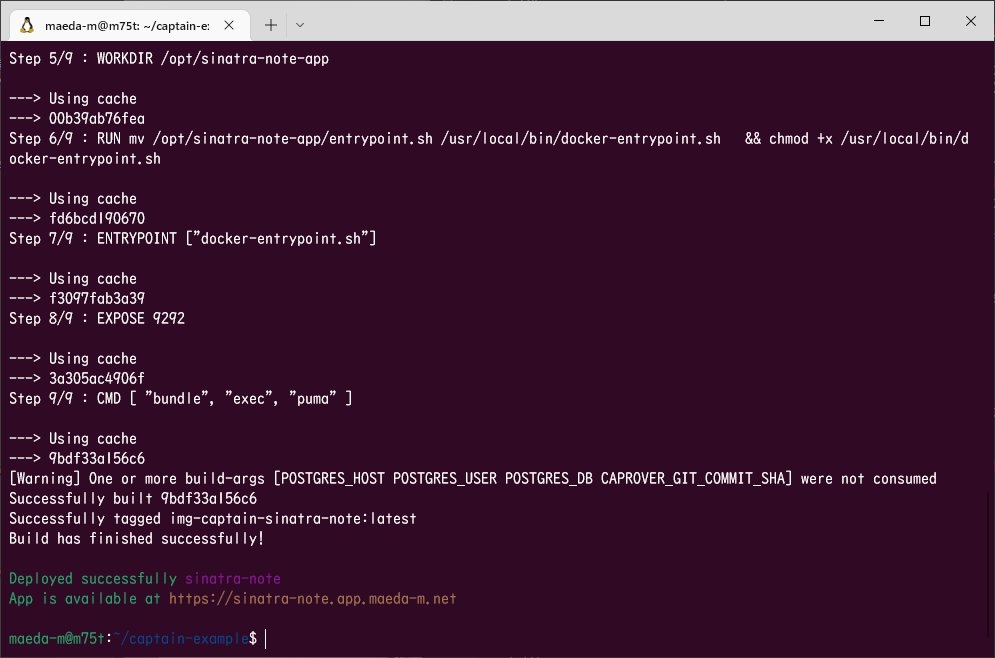 maeda-m@m75t: ~/captain-e:
Step 5/9 : WORKDIR /opt/sinatra-note-app
---> Using cache
---> 00b39ab76fea
Step 6/9 : RUN mv /opt/sinatra-note-app/entrypoint.sh /usr/local/bin/docker-entrypoint.sh   && chmod +x /usr/local/bin/d
ocker-entrypoint.sh
---> Using cache
---> fd6bcd190670
Step 7/9 : ENTRYPOINT ["docker-entrypoint.sh"]
---> Using cache
---> f3097fab3a39
Step 8/9 : EXPOSE 9292
---> Using cache
---> 3a305ac4906f
Step 9/9 : CMD [ "bundle", "exec", "puma" ]
---> Using cache
---> 9bdf33a156c6
[Warning] One or more build-args [POSTGRES_HOST POSTGRES_USER POSTGRES_DB CAPROVER_GIT_COMMIT_SHA] were not consumed
Successfully built 9bdf33a156c6
Successfully tagged img-captain-sinatra-note:latest
Build has finished successfully!
Deployed successfully sinatra-note
App is available at https://sinatra-note.app.maeda-m.net
maeda-m@m75t:~/captain-example$